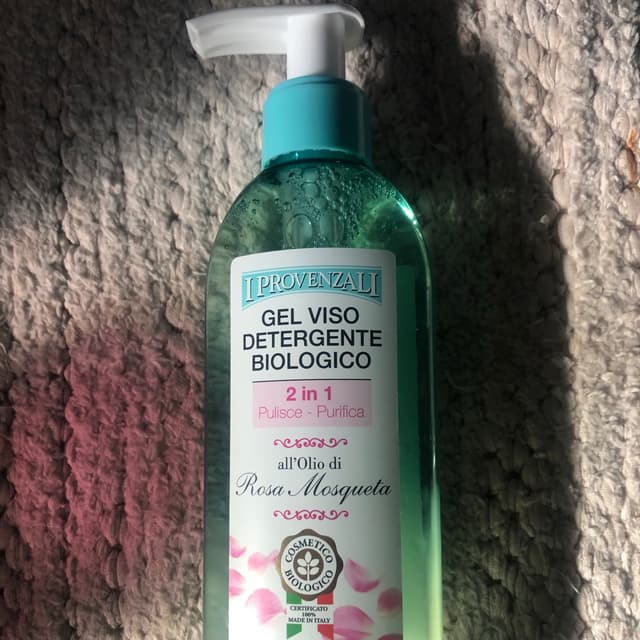 I PROVENZALI
GEL VISO
DETERGENTE
BIOLOGICO
2 in 1
Pulisce - Purifica
all'Olio di
Rosa Mosqueta
COSMETICO
BIOLOGICO
CERTIFICATO
100%
MADE IN ITALY